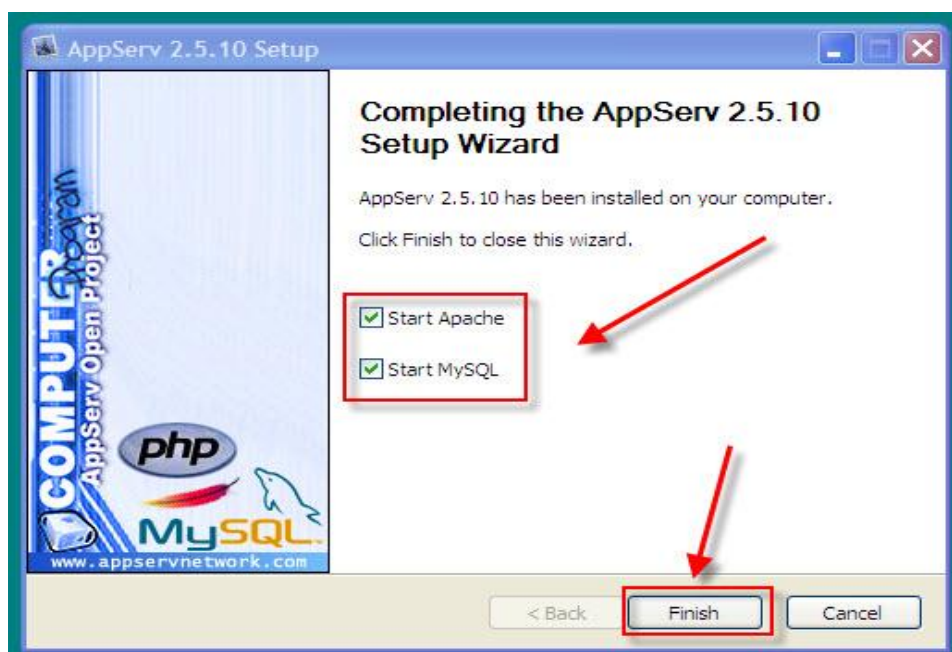 AppServ 2.5.10 Setup
Completing the AppServ 2.5.10
Setup Wizard
AppServ 2.5.10 has been installed on your computer.
Click Finish to close this wizard.
Start Apache
Start MySQL
COMPUTER
Program
AppServ Open Project
php
MySQL
www.appservnetwork.com
< Back
Finish
Cancel